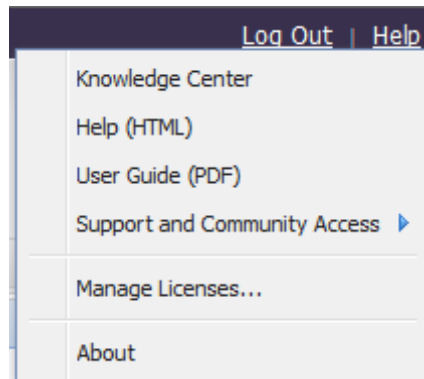 Log Out | Help
Knowledge Center
Help (HTML)
User Guide (PDF)
Support and Community Access
Manage Licenses...
About